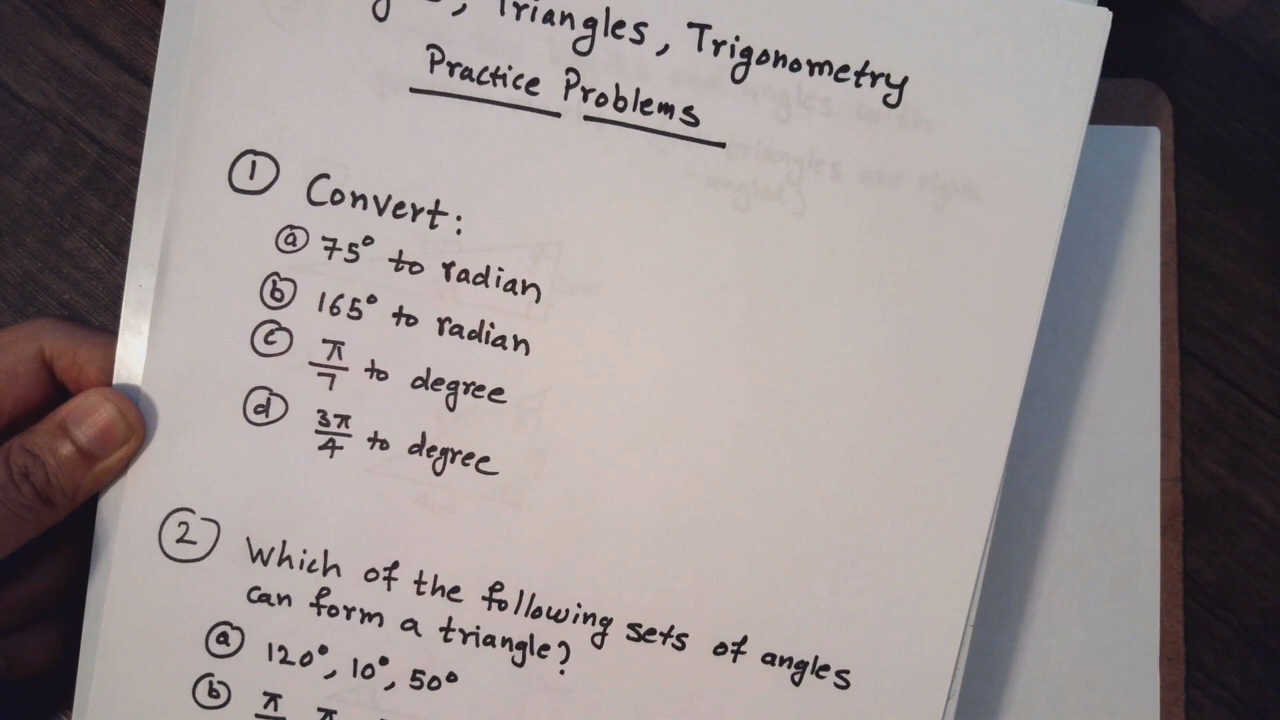 , Triangles, Trigonometry
Practice Problems
① Convert:
ⓐ 75° to radian
ⓑ 165° to radian
ⓒ π/7 to degree
ⓓ 3π/4 to degree
② Which of the following sets of angles
can form a triangle?
ⓐ 120°, 10°, 50°
ⓑ π π